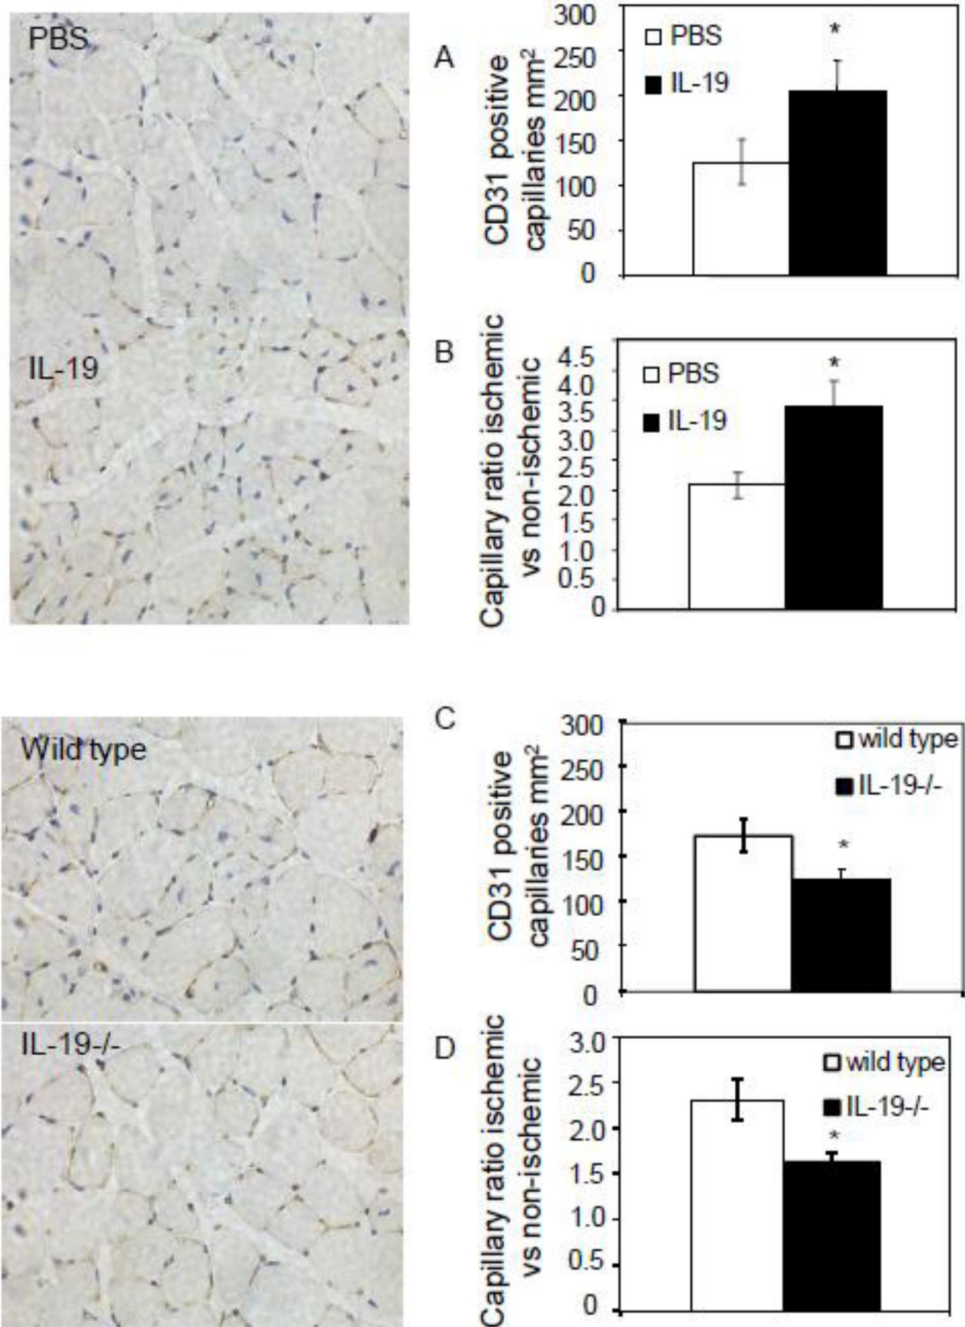 PBS
IL-19
A
CD31 positive
capillaries mm²
300
250
200
150
100
50
0
PBS
IL-19
*
B
Capillary ratio ischemic
vs non-ischemic
4.5
4.0
3.5
3.0
2.5
2.0
1.5
1.0
0.5
0
PBS
IL-19
*
Wild type
IL-19-/-
C
CD31 positive
capillaries mm²
300
250
200
150
100
50
0
wild type
IL-19-/-
*
D
Capillary ratio ischemic
vs non-ischemic
3.0
2.5
2.0
1.5
1.0
0.5
0
wild type
IL-19-/-
*